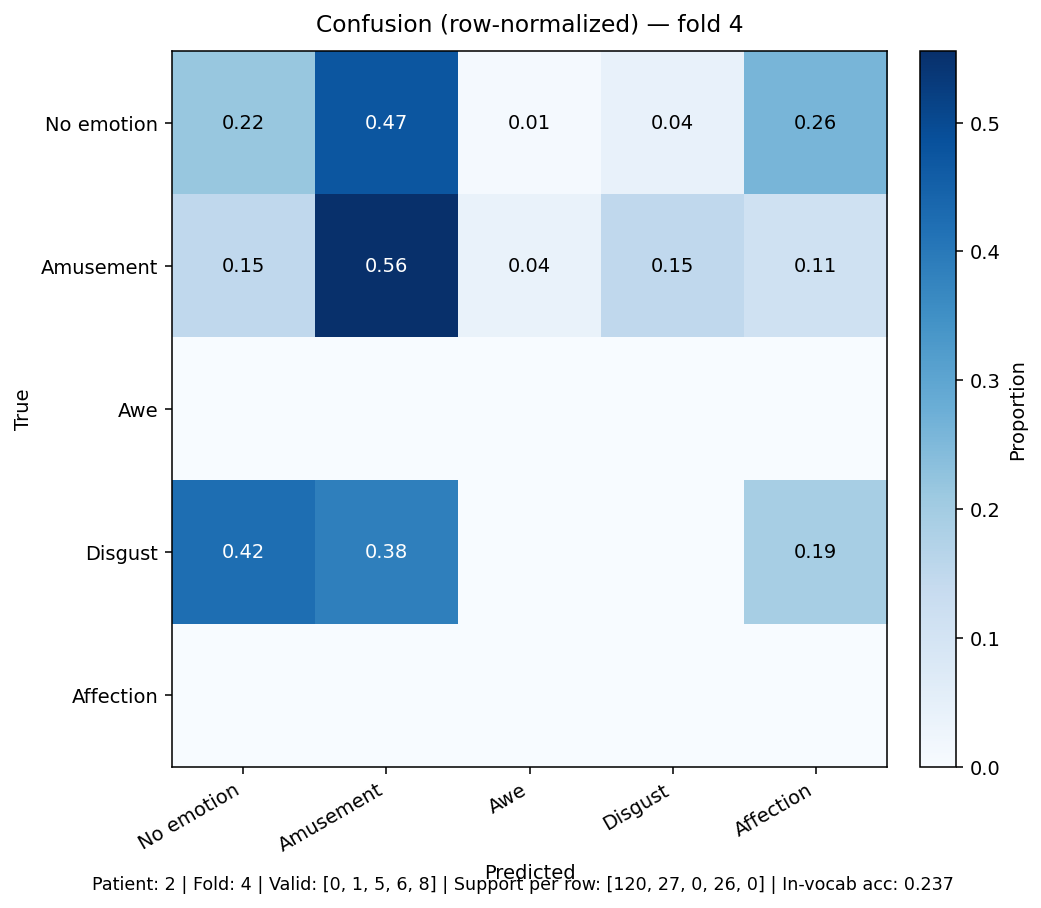 Confusion (row-normalized) — fold 4
No emotion 0.22 0.47 0.01 0.04 0.26
Amusement 0.15 0.56 0.04 0.15 0.11
Awe
Disgust 0.42 0.38 0.19
Affection
True
No emotion Amusement Awe Disgust Affection
Predicted
0.5
0.4
0.3
0.2
0.1
0.0
Proportion
Patient: 2 | Fold: 4 | Valid: [0, 1, 5, 6, 8] | Support per row: [120, 27, 0, 26, 0] | In-vocab acc: 0.237